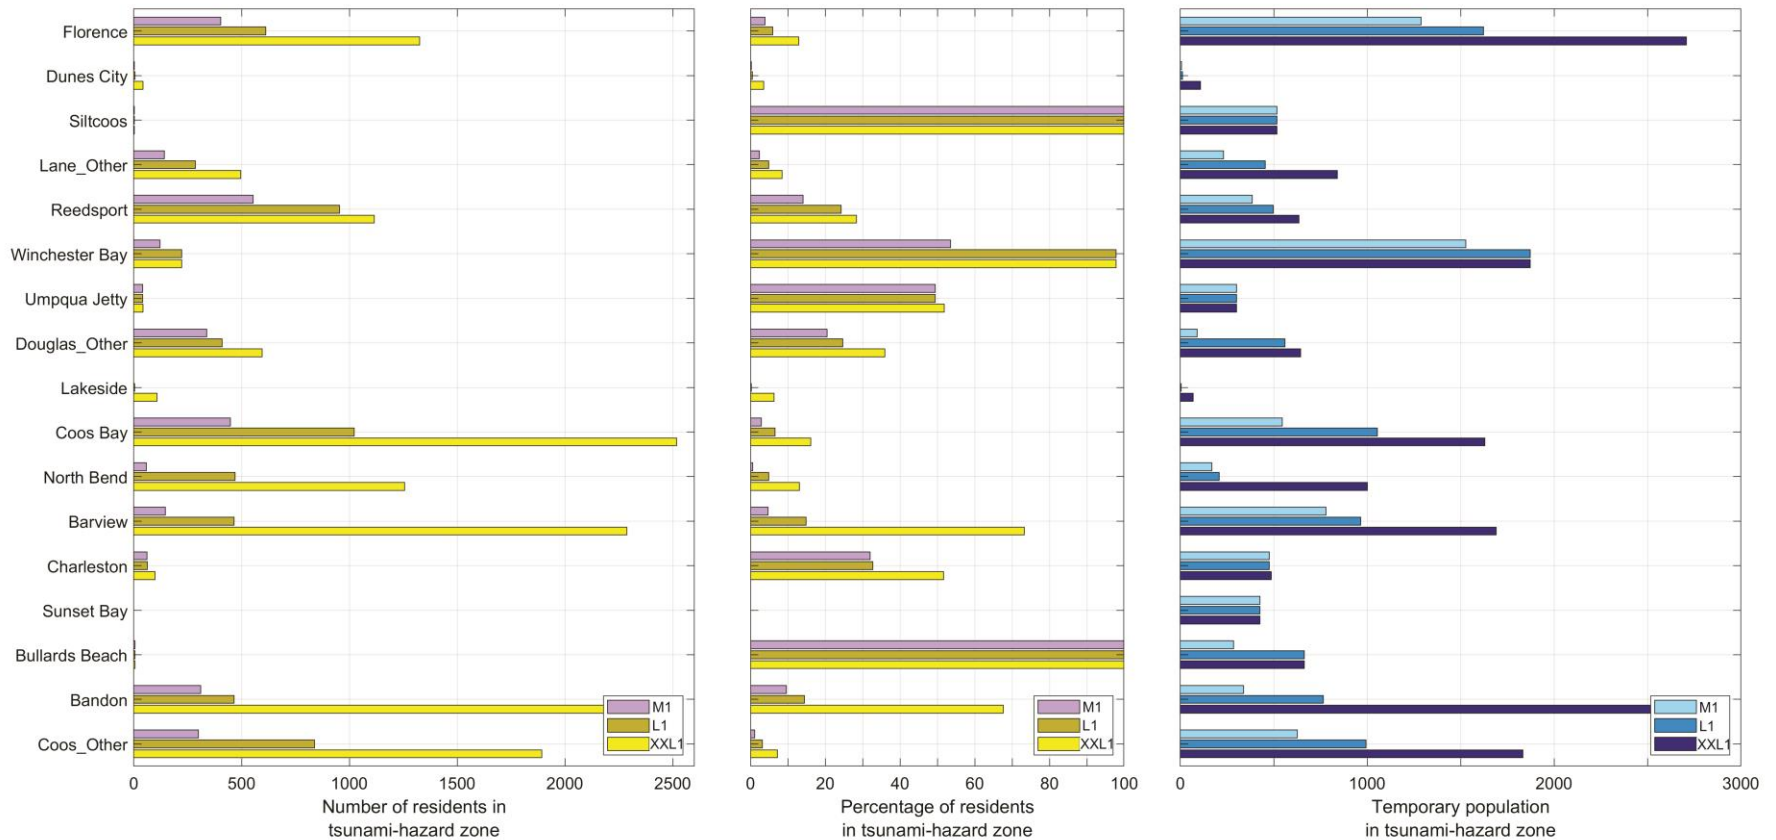 Florence
Dunes City
Siltcoos
Lane_Other
Reedsport
Winchester Bay
Umpqua Jetty
Douglas_Other
Lakeside
Coos Bay
North Bend
Barview
Charleston
Sunset Bay
Bullards Beach
Bandon
Coos_Other
M1
L1
XXL1
0 500 1000 1500 2000 2500
Number of residents in
tsunami-hazard zone
M1
L1
XXL1
0 20 40 60 80 100
Percentage of residents
in tsunami-hazard zone
M1
L1
XXL1
0 1000 2000 3000
Temporary population
in tsunami-hazard zone